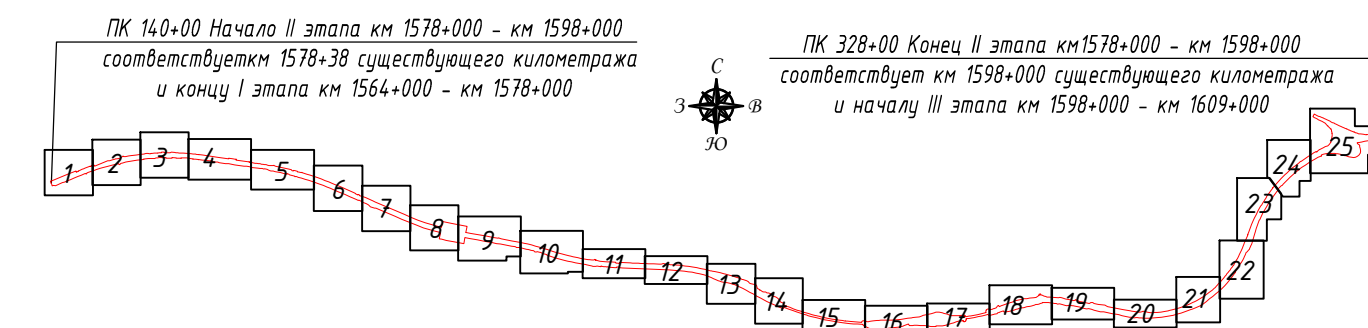 ПК 140+00 Начало II этапа км 1578+000 - км 1598+000
соответствуеткм 1578+38 существующего километража
и концу I этапа км 1564+000 - км 1578+000
ПК 328+00 Конец II этапа км1578+000 - км 1598+000
соответствует км 1598+000 существующего километража
и началу III этапа км 1598+000 - км 1609+000
С
З
В
Ю
1
2
3
4
5
6
7
8
9
10
11
12
13
14
15
16
17
18
19
20
21
22
23
24
25